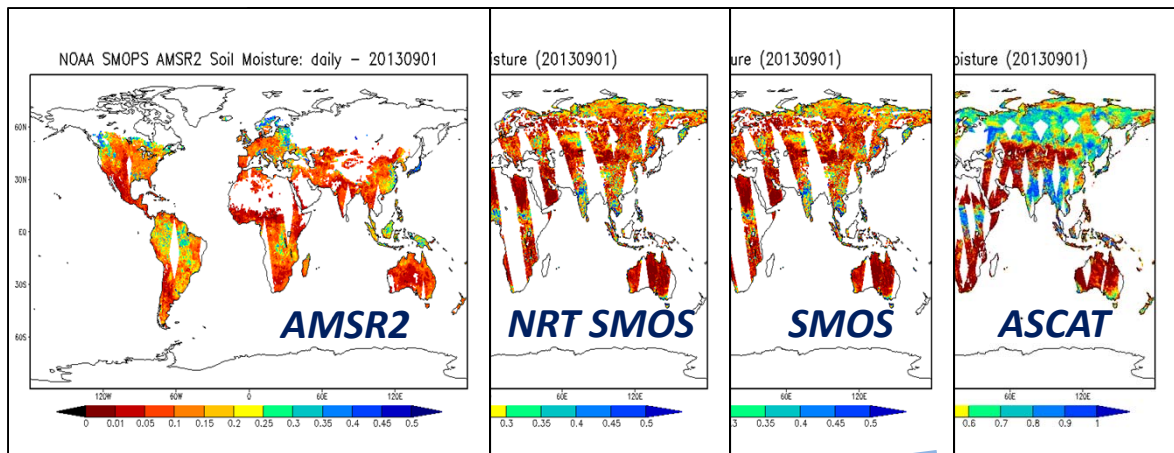 NOAA SMOPS AMSR2 Soil Moisture: daily - 20130901
60N
30N
EQ
30S
60S
120W 60W 0 60E 120E
0 0.01 0.05 0.1 0.15 0.2 0.25 0.3 0.35 0.4 0.45 0.5
AMSR2
isture (20130901)
60E 120E
0.3 0.35 0.4 0.45 0.5
NRT SMOS
ure (20130901)
120E
0.3 0.35 0.4 0.45 0.5
SMOS
oisture (20130901)
60E 120E
0.6 0.7 0.8 0.9 1
ASCAT